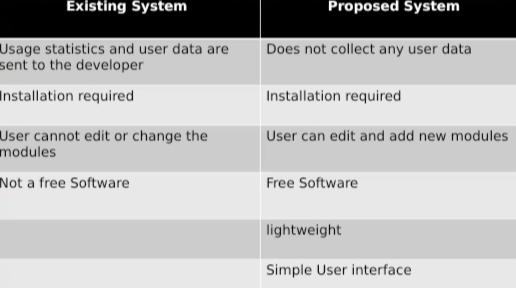 Existing System Proposed System
Usage statistics and user data are Does not collect any user data
sent to the developer
Installation required Installation required
User cannot edit or change the User can edit and add new modules
modules
Not a free Software Free Software
lightweight
Simple User interface